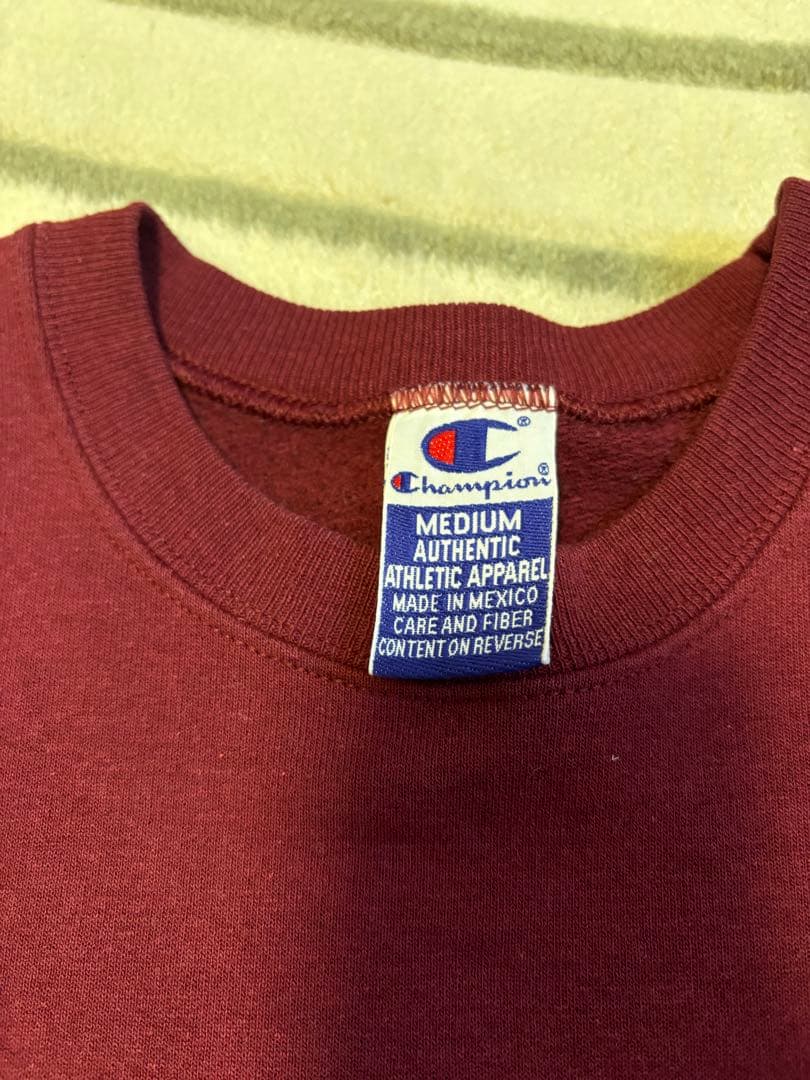 Champion®
MEDIUM
AUTHENTIC
ATHLETIC APPAREL
MADE IN MEXICO
CARE AND FIBER
CONTENT ON REVERSE